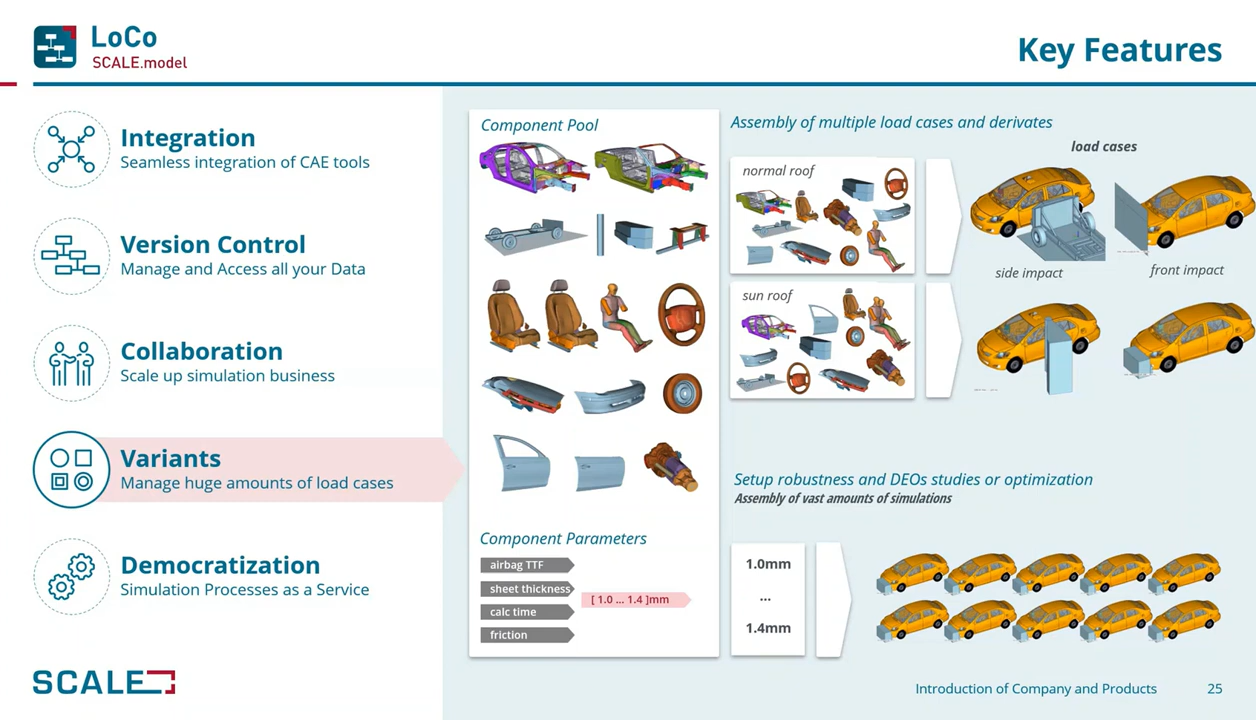 LoCo
SCALE.model
Key Features
Integration
Seamless integration of CAE tools
Version Control
Manage and Access all your Data
Collaboration
Scale up simulation business
Variants
Manage huge amounts of load cases
Democratization
Simulation Processes as a Service
Component Pool
Component Parameters
airbag TTF
sheet thickness
[ 1.0 ... 1.4 ]mm
calc time
friction
Assembly of multiple load cases and derivates
load cases
normal roof
side impact
front impact
sun roof
Setup robustness and DEOs studies or optimization
Assembly of vast amounts of simulations
1.0mm
...
1.4mm
SCALE
Introduction of Company and Products
25